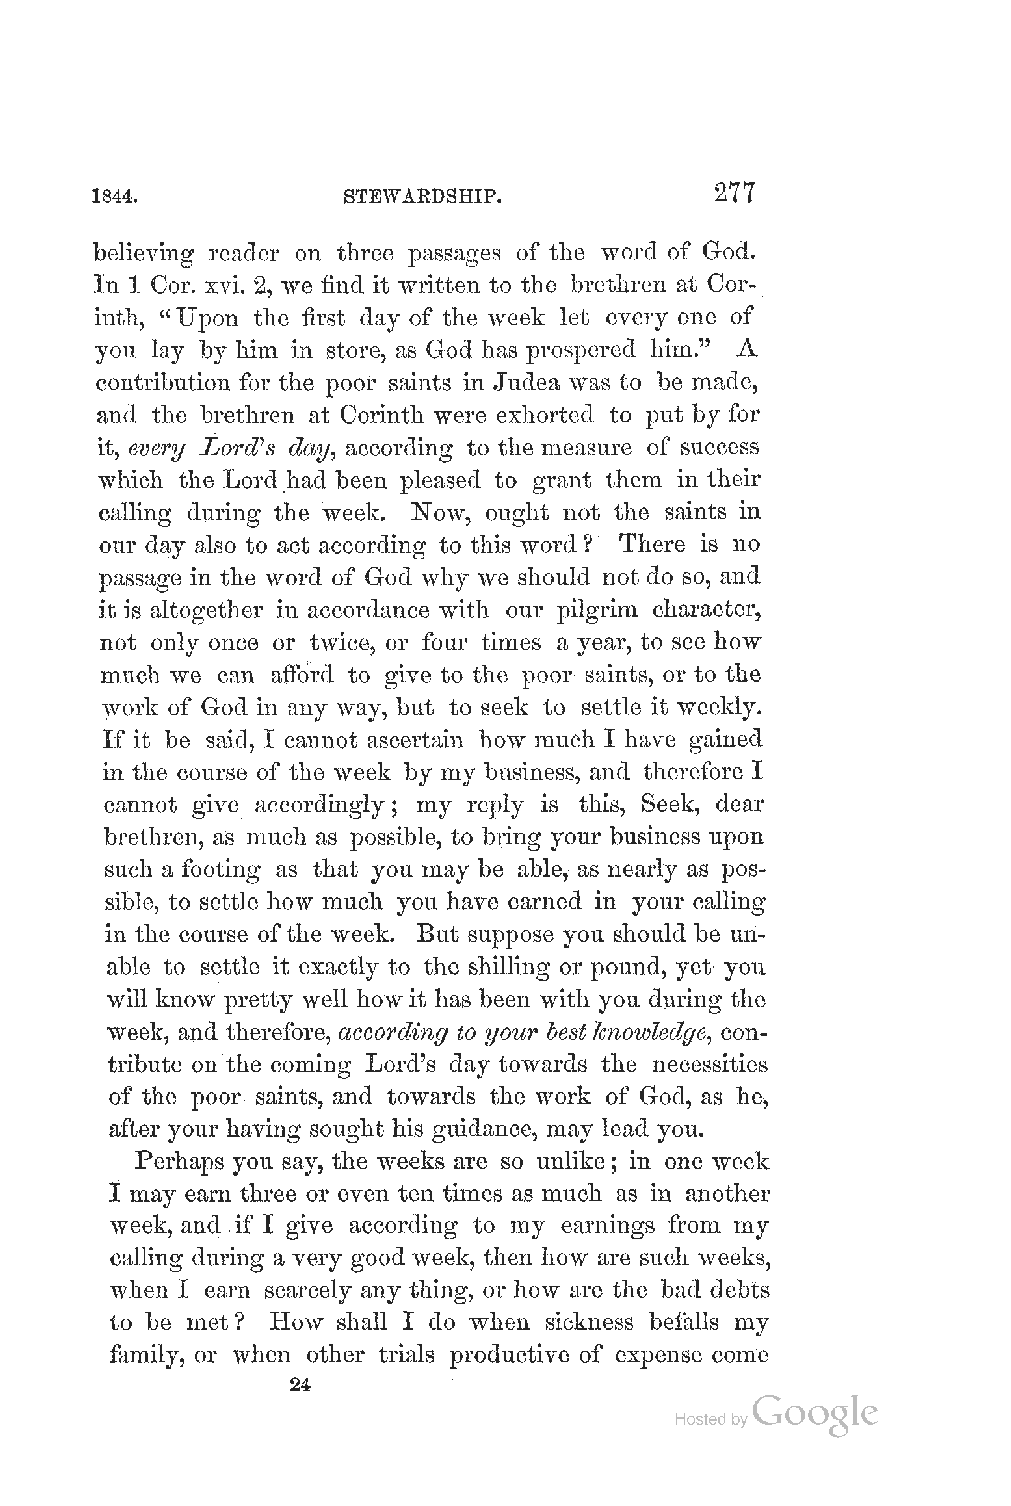 1844. STEWARDSHIP. 277
believing reader on three passages of the word of God.
In 1 Cor. xvi. 2, we find it written to the brethren at Cor-
inth, “Upon the first day of the week let every one of
you lay by him in store, as God has prospered him.” A
contribution for the poor saints in Judea was to be made,
and the brethren at Corinth were exhorted to put by for
it, every Lord’s day, according to the measure of success
which the Lord had been pleased to grant them in their
calling during the week. Now, ought not the saints in
our day also to act according to this word? There is no
passage in the word of God why we should not do so, and
it is altogether in accordance with our pilgrim character,
not only once or twice, or four times a year, to see how
much we can afford to give to the poor saints, or to the
work of God in any way, but to seek to settle it weekly.
If it be said, I cannot ascertain how much I have gained
in the course of the week by my business, and therefore I
cannot give accordingly; my reply is this, Seek, dear
brethren, as much as possible, to bring your business upon
such a footing as that you may be able, as nearly as pos-
sible, to settle how much you have earned in your calling
in the course of the week. But suppose you should be un-
able to settle it exactly to the shilling or pound, yet you
will know pretty well how it has been with you during the
week, and therefore, according to your best knowledge, con-
tribute on the coming Lord’s day towards the necessities
of the poor saints, and towards the work of God, as he,
after your having sought his guidance, may lead you.
Perhaps you say, the weeks are so unlike; in one week
I may earn three or even ten times as much as in another
week, and if I give according to my earnings from my
calling during a very good week, then how are such weeks,
when I earn scarcely any thing, or how are the bad debts
to be met? How shall I do when sickness befalls my
family, or when other trials productive of expense come
24
Hosted by Google